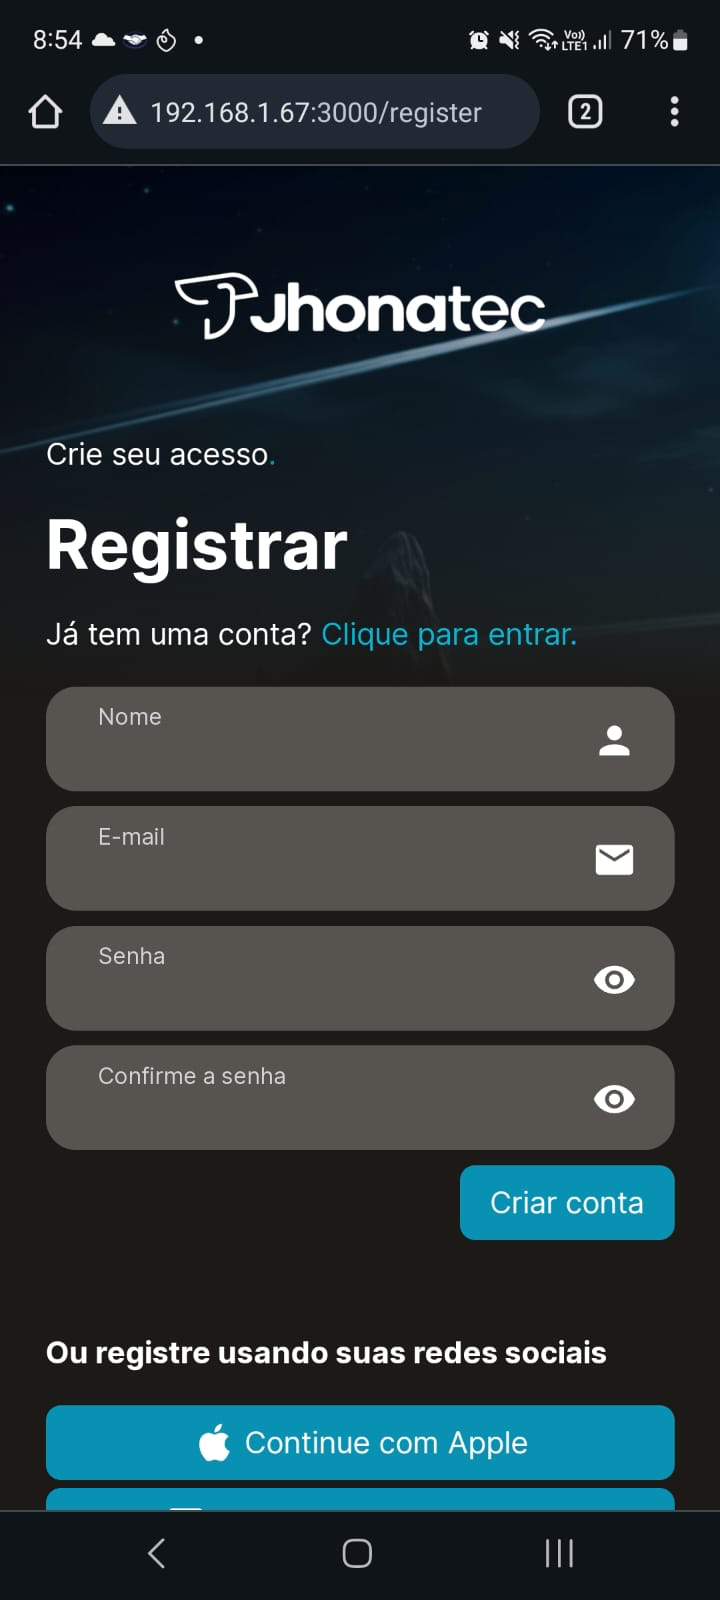 8:54
Vo))
LTE1
71%
192.168.1.67:3000/register
2
Jhonatec
Crie seu acesso.
Registrar
Já tem uma conta? Clique para entrar.
Nome
E-mail
Senha
Confirme a senha
Criar conta
Ou registre usando suas redes sociais
Continue com Apple